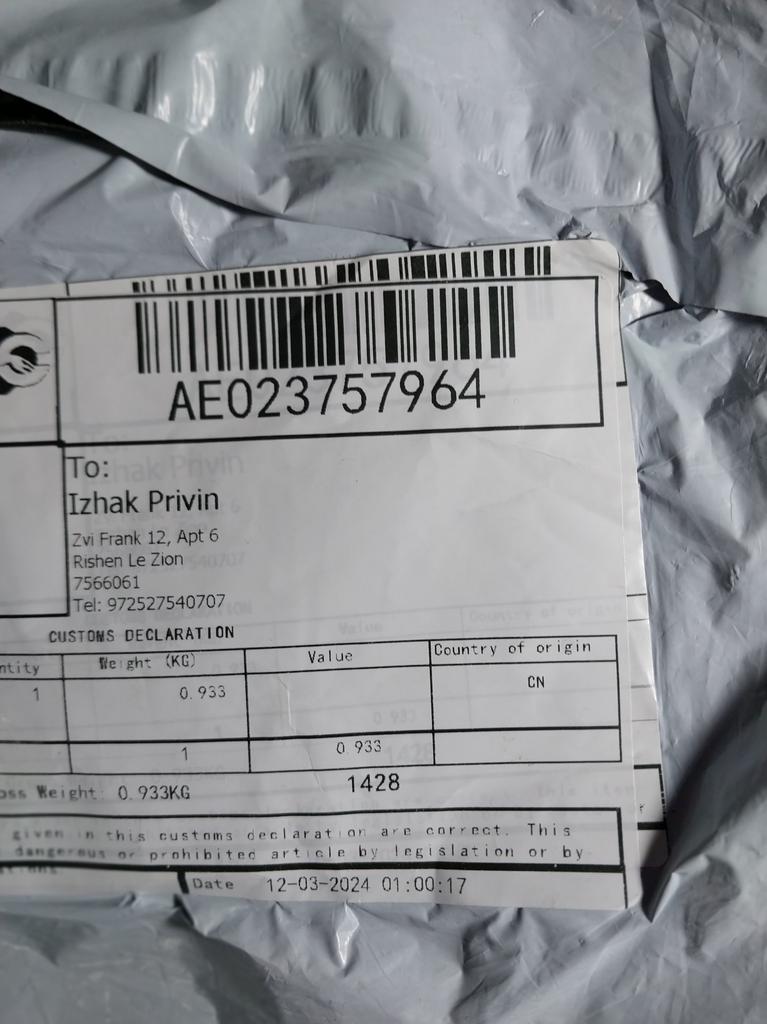 AE023757964
To:
Izhak Privin
Zvi Frank 12, Apt 6
Rishen Le Zion
7566061
Tel: 972527540707
CUSTOMS DECLARATION
ntity Weight (KG) Value Country of origin
1 0.933 CN
1 0.933
oss Weight: 0.933KG 1428
given in this customs declaration are correct. This
dangerous or prohibited article by legislation or by
Date 12-03-2024 01:00:17